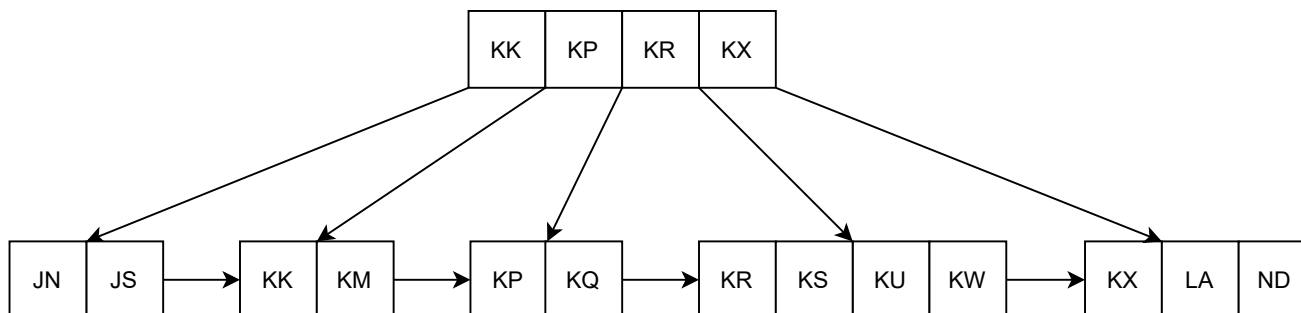 KK KP KR KX
JN JS KK KM KP KQ KR KS KU KW KX LA ND